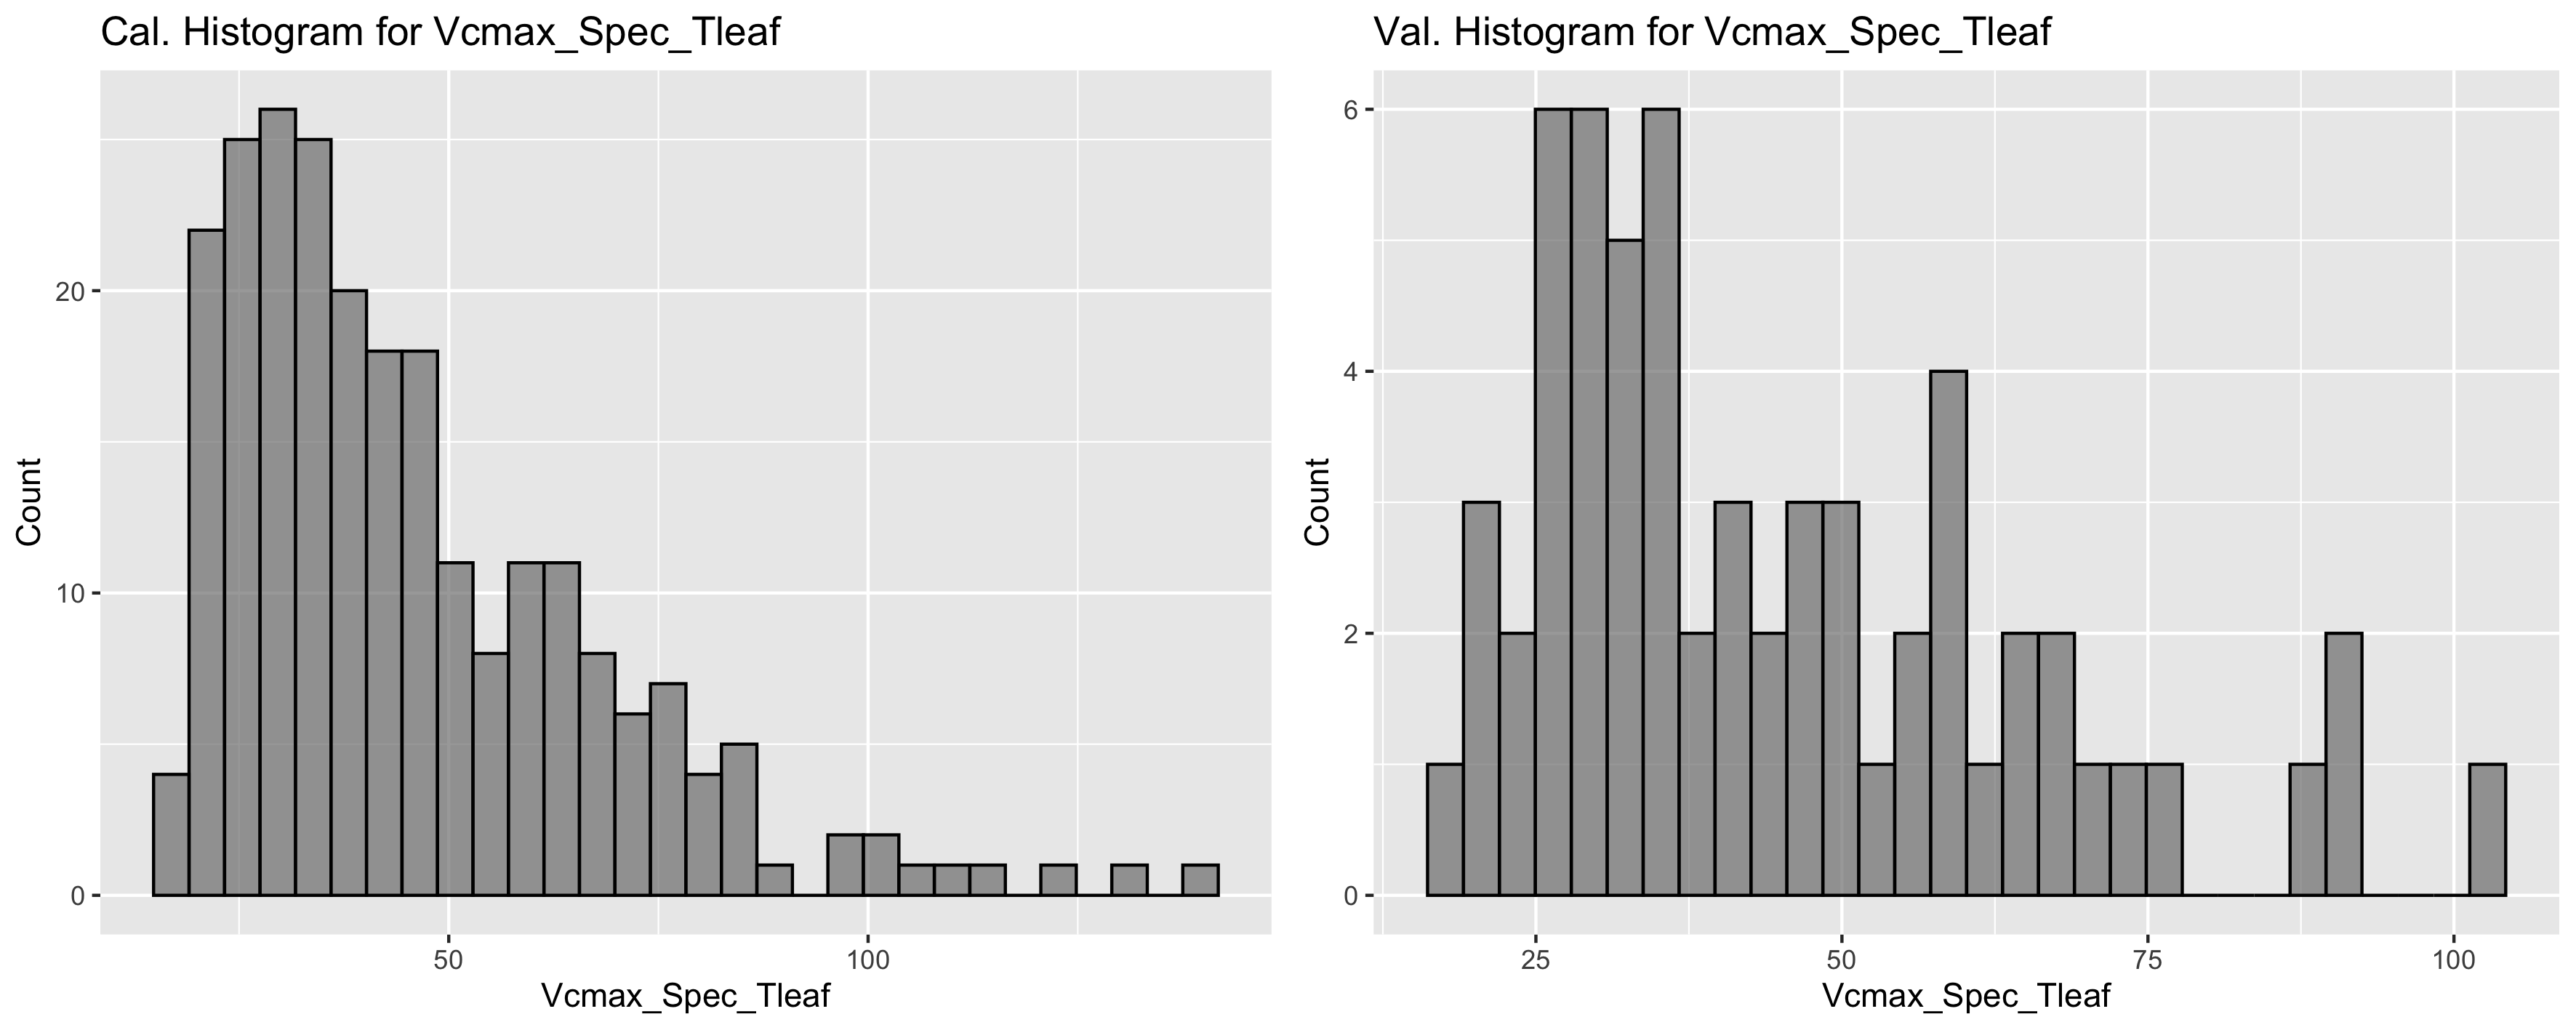 Cal. Histogram for Vcmax_Spec_Tleaf
20
10
0
Count
50 100
Vcmax_Spec_Tleaf
Val. Histogram for Vcmax_Spec_Tleaf
6
4
2
0
Count
25 50 75 100
Vcmax_Spec_Tleaf